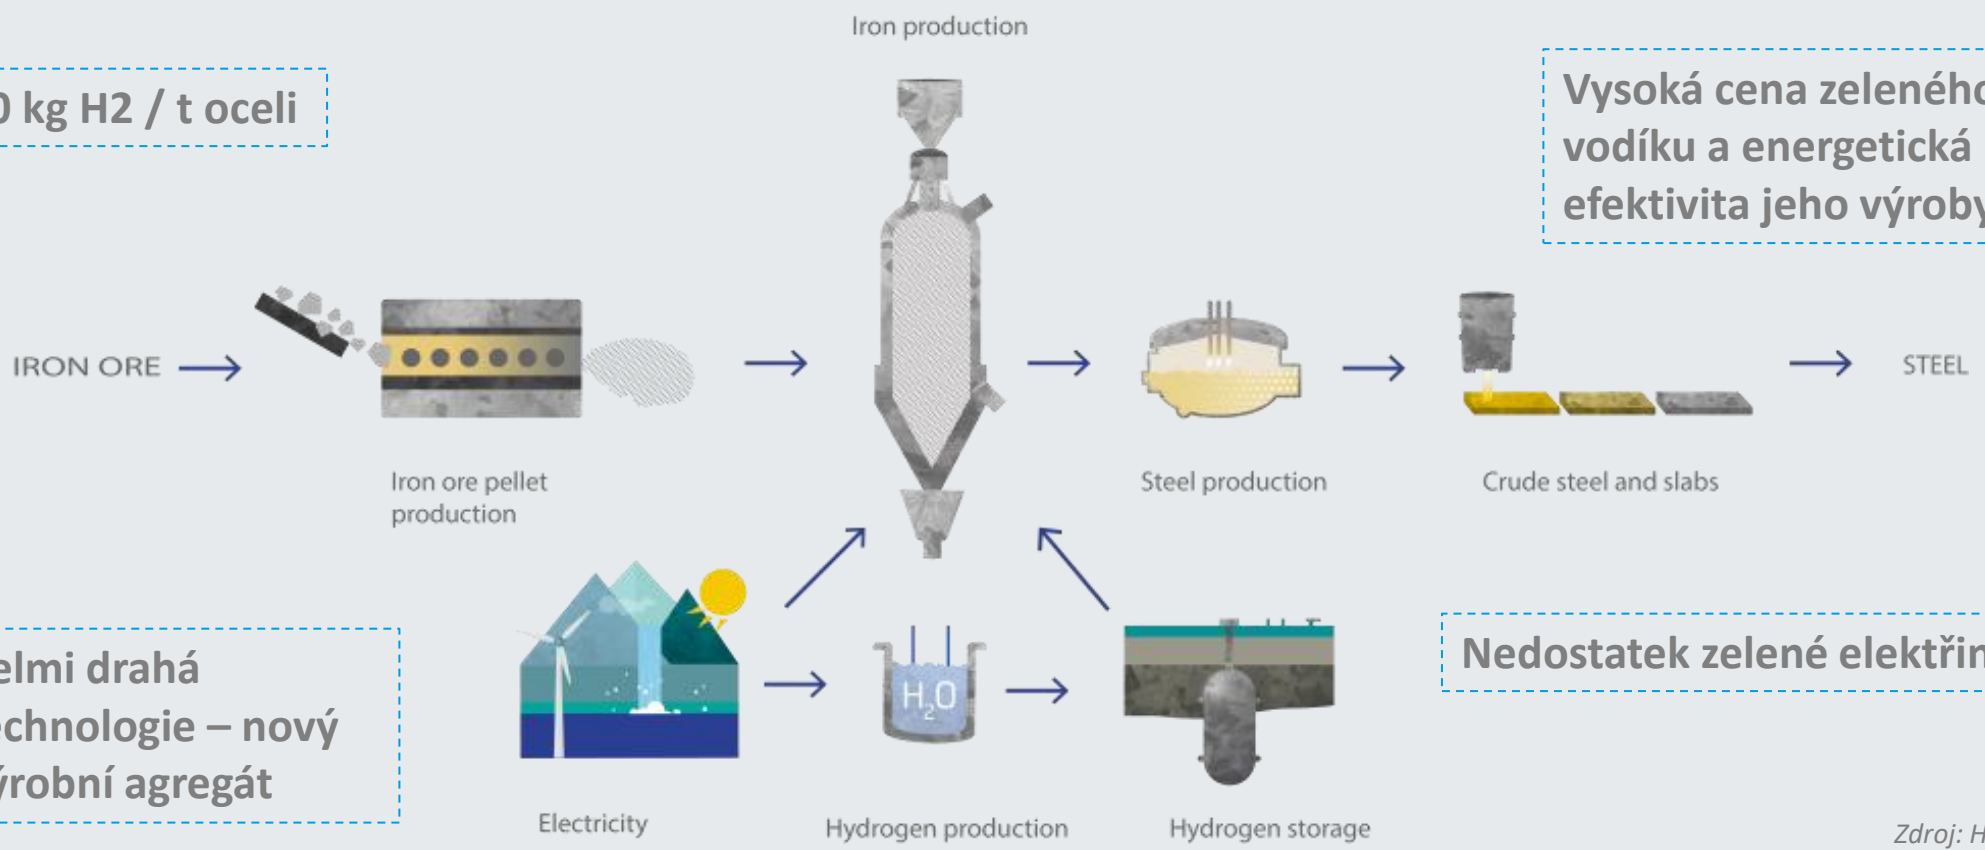 Iron production
0 kg H2 / t oceli
Vysoká cena zeleného
vodíku a energetická
efektivita jeho výroby
IRON ORE
STEEL
Iron ore pellet
production
Steel production
Crude steel and slabs
elmi drahá
echnologie – nový
ýrobní agregát
H₂O
Nedostatek zelené elektřin
Electricity
Hydrogen production
Hydrogen storage
Zdroj: H